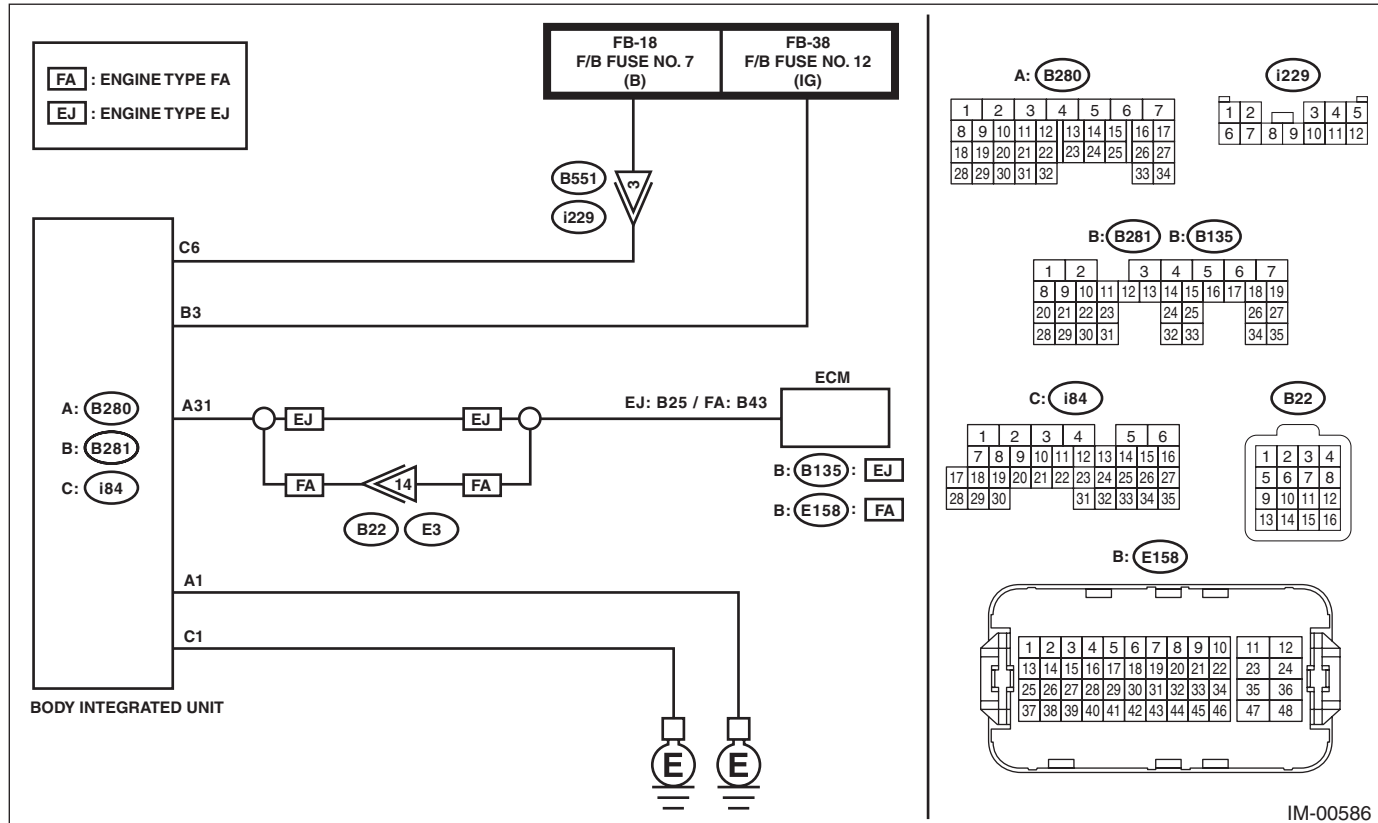 FA : ENGINE TYPE FA
EJ : ENGINE TYPE EJ
FB-18
F/B FUSE NO. 7
(B)
FB-38
F/B FUSE NO. 12
(IG)
B551
3
i229
C6
B3
A: B280
B: B281
C: i84
A31
EJ
EJ
FA
14
FA
B22 E3
EJ: B25 / FA: B43
ECM
B: B135 : EJ
B: E158 : FA
A1
C1
BODY INTEGRATED UNIT
E E
A: B280
1 2 3 4 5 6 7
8 9 10 11 12 13 14 15 16 17
18 19 20 21 22 23 24 25 26 27
28 29 30 31 32 33 34
i229
1 2 3 4 5
6 7 8 9 10 11 12
B: B281 B: B135
1 2 3 4 5 6 7
8 9 10 11 12 13 14 15 16 17 18 19
20 21 22 23 24 25 26 27
28 29 30 31 32 33 34 35
C: i84
1 2 3 4 5 6
7 8 9 10 11 12 13 14 15 16
17 18 19 20 21 22 23 24 25 26 27
28 29 30 31 32 33 34 35
B22
1 2 3 4
5 6 7 8
9 10 11 12
13 14 15 16
B: E158
1 2 3 4 5 6 7 8 9 10 11 12
13 14 15 16 17 18 19 20 21 22 23 24
25 26 27 28 29 30 31 32 33 34 35 36
37 38 39 40 41 42 43 44 45 46 47 48
IM-00586